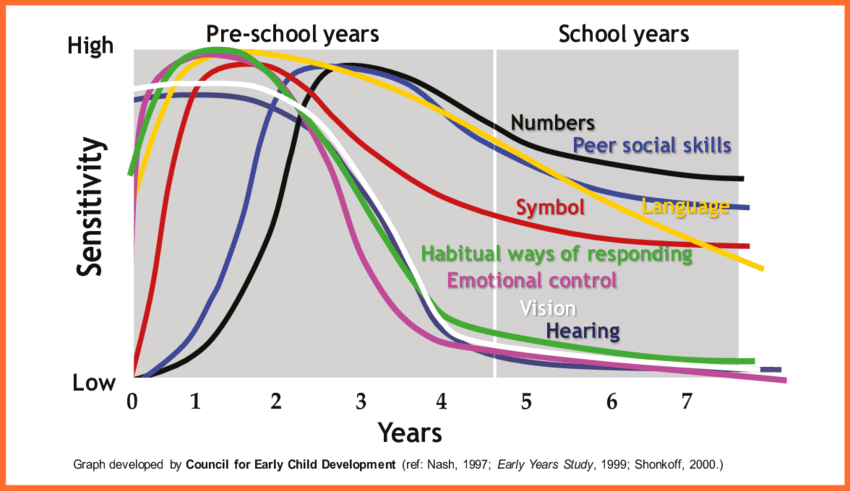 Pre-school years
School years
High
Numbers
Peer social skills
Sensitivity
Symbol
Language
Habitual ways of responding
Emotional control
Vision
Hearing
Low
0 1 2 3 4 5 6 7
Years
Graph developed by Council for Early Child Development (ref: Nash, 1997; Early Years Study, 1999; Shonkoff, 2000.)